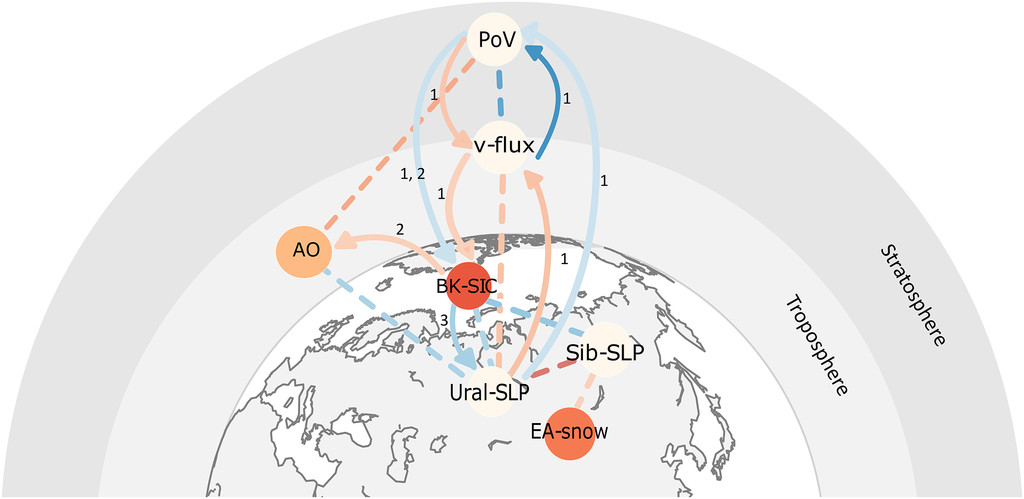 PoV
1
1
v-flux
1, 2
1
1
2
AO
Stratosphere
1
BK-SIC
Troposphere
3
Sib-SLP
Ural-SLP
EA-snow